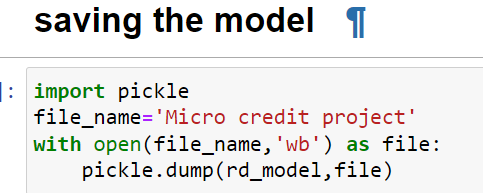 saving the model ¶
]:
import pickle
file_name='Micro credit project'
with open(file_name,'wb') as file:
    pickle.dump(rd_model,file)